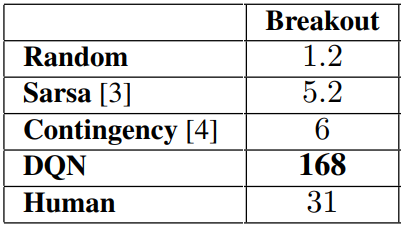 Breakout
Random 1.2
Sarsa [3] 5.2
Contingency [4] 6
DQN 168
Human 31